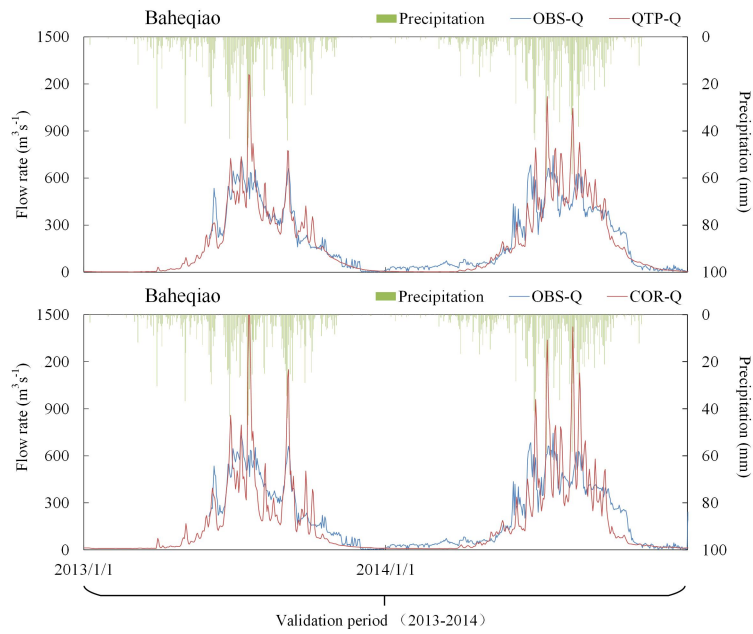 Baheqiao
Precipitation OBS-Q QTP-Q
1500
200
900
600
300
0
Flow rate (m³ s⁻¹)
0
20
40
60
80
100
Precipitation (mm)
Baheqiao
Precipitation OBS-Q COR-Q
1500
200
900
600
300
0
Flow rate (m³ s⁻¹)
0
20
40
60
80
100
Precipitation (mm)
2013/1/1 2014/1/1
Validation period （2013-2014）